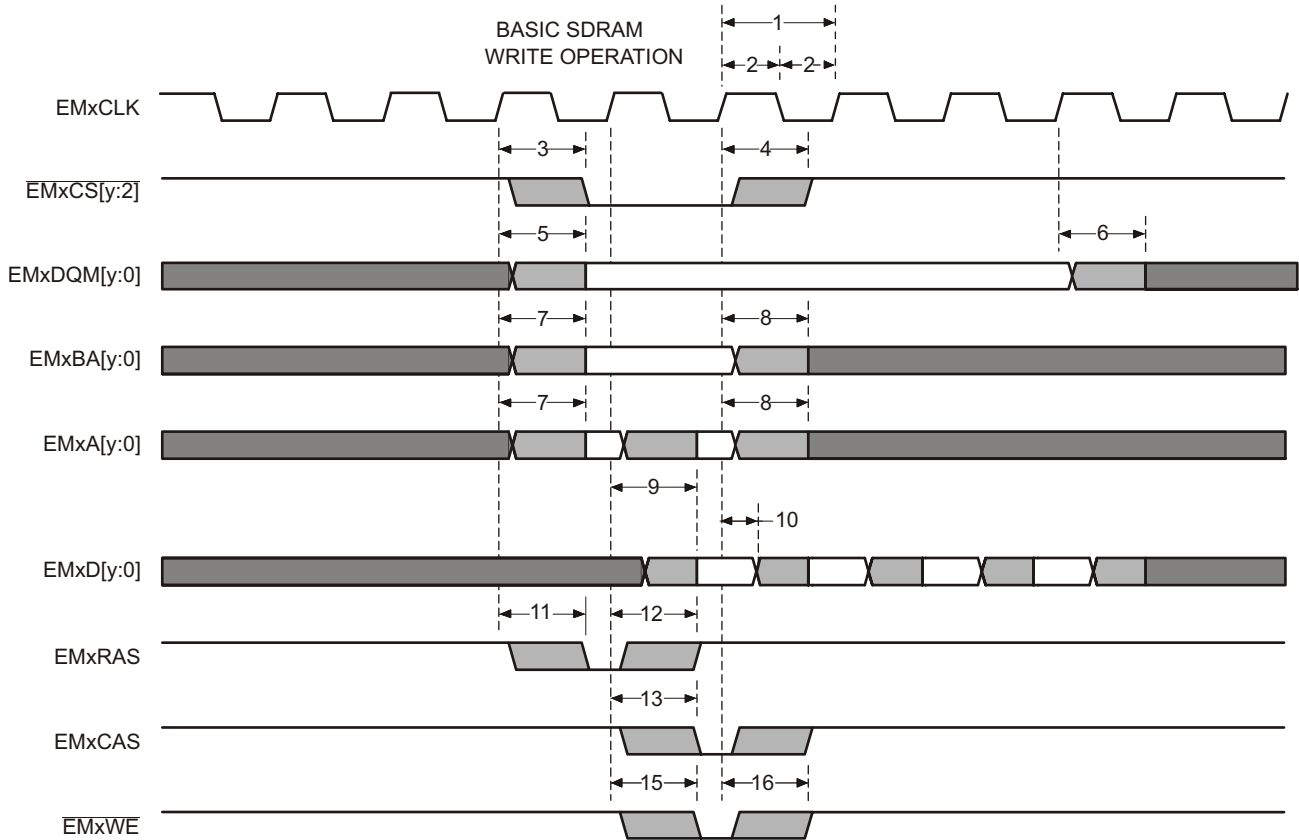 1
BASIC SDRAM
WRITE OPERATION
2 2
EMxCLK
3 4
EMxCS[y:2]
5 6
EMxDQM[y:0]
7 8
EMxBA[y:0]
7 8
EMxA[y:0]
9
10
EMxD[y:0]
11 12
EMxRAS
13
EMxCAS
15 16
EMxWE